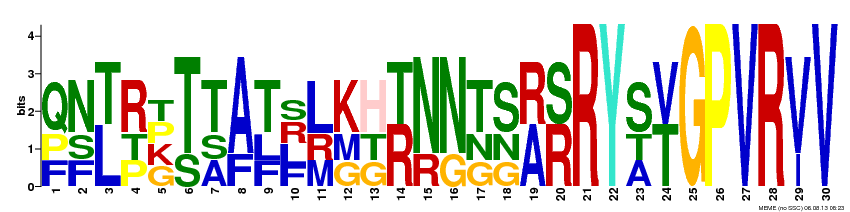 bits
4
3
2
1
0
Q N T R T T T A T S L K H T N N T S R S R Y S V G P V R V V
P S L T P S S F L R R M T R R G N N A R T T I
F F P K A F L M G G G G A
G F
1 2 3 4 5 6 7 8 9 10 11 12 13 14 15 16 17 18 19 20 21 22 23 24 25 26 27 28 29 30
MEME (no SSC) 06.08.13 06:23